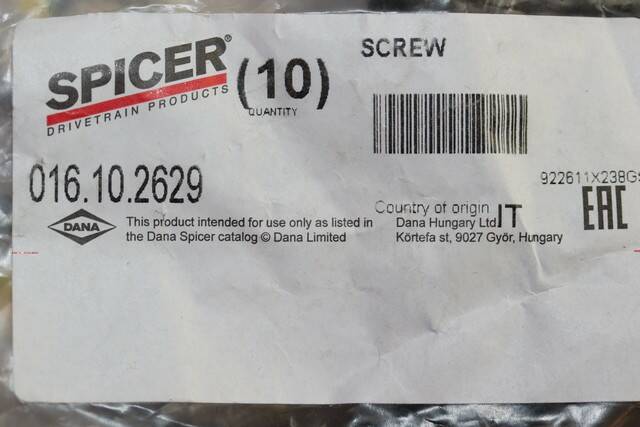 SPICER®
DRIVETRAIN PRODUCTS
(10)
QUANTITY
SCREW
016.10.2629
922611X238GS
EAC
DANA
This product intended for use only as listed in
the Dana Spicer catalog © Dana Limited
Country of origin IT
Dana Hungary Ltd
Körtefa st, 9027 Győr, Hungary